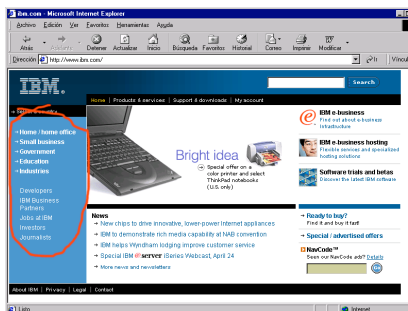 ibm.com - Microsoft Internet Explorer
Archivo Edición Ver Favoritos Herramientas Ayuda
Atrás Adelante Detener Actualizar Inicio Búsqueda Favoritos Historial Correo Imprimir Modificar
Dirección http://www.ibm.com/ Ir Víncul
IBM.
Search
Home | Products & services | Support & downloads | My account
Home / home office
Small business
Government
Education
Industries
Developers
IBM Business
Partners
Jobs at IBM
Investors
Journalists
Bright idea
Special offer on a
color printer and select
ThinkPad notebooks
(U.S. only)
IBM e-business
Find out about e-business
infrastructure
IBM e-business hosting
Flexible services and specialized
hosting solutions
Software trials and betas
Discover the latest IBM software
News
New chips to drive innovative, lower-power Internet appliances
IBM to demonstrate rich media capability at NAB convention
IBM helps Wyndham lodging improve customer service
Special IBM eserver iSeries Webcast, April 24
More news and newsletters
Ready to buy?
Find it and buy it fast!
Special / advertised offers
NavCode™
Seen our NavCode ads? Details
GO
About IBM | Privacy | Legal | Contact
Listo
Internet